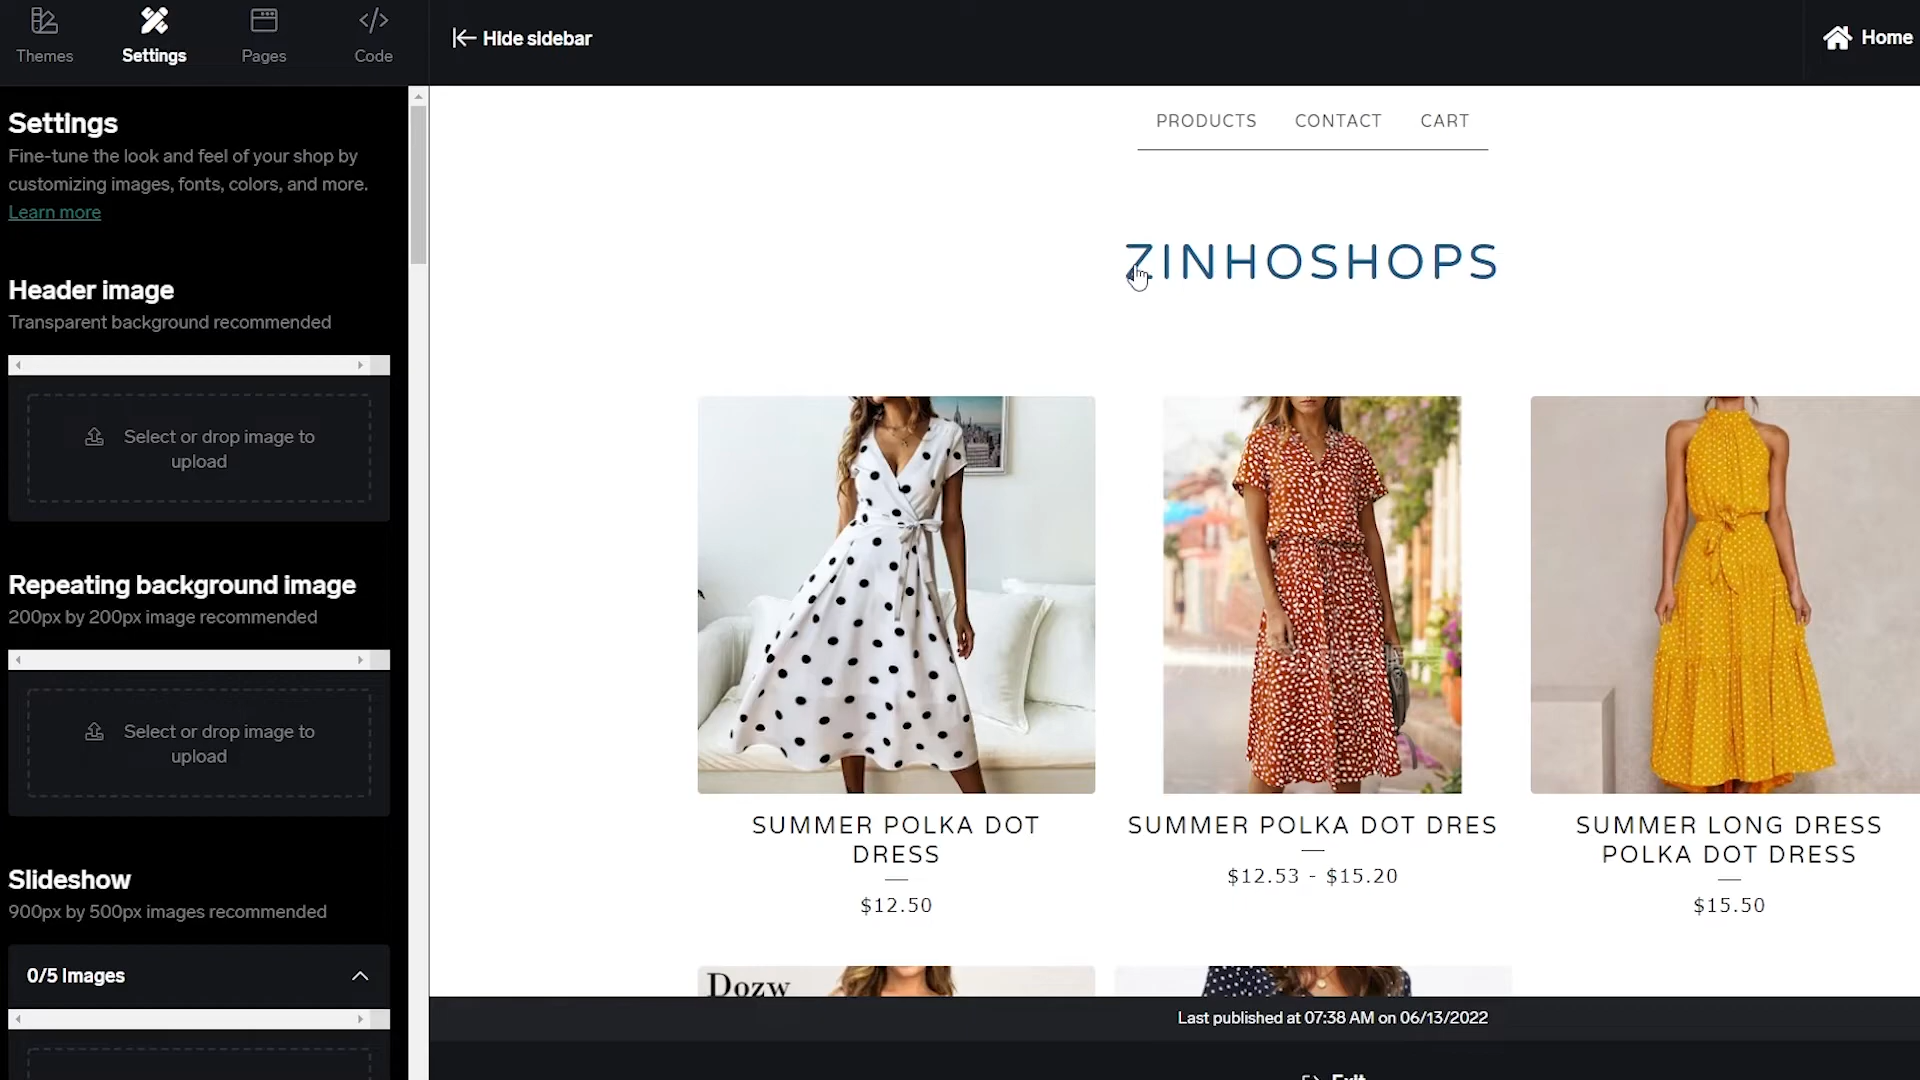 Themes
Settings
Pages
Code
Hide sidebar
Home
Settings
Fine-tune the look and feel of your shop by
customizing images, fonts, colors, and more.
Learn more
Header image
Transparent background recommended
Select or drop image to
upload
Repeating background image
200px by 200px image recommended
Select or drop image to
upload
Slideshow
900px by 500px images recommended
0/5 Images
PRODUCTS CONTACT CART
ZINHOSHOPS
SUMMER POLKA DOT
DRESS
$12.50
SUMMER POLKA DOT DRES
$12.53 - $15.20
SUMMER LONG DRESS
POLKA DOT DRESS
$15.50
Dozw
Last published at 07:38 AM on 06/13/2022
Exit